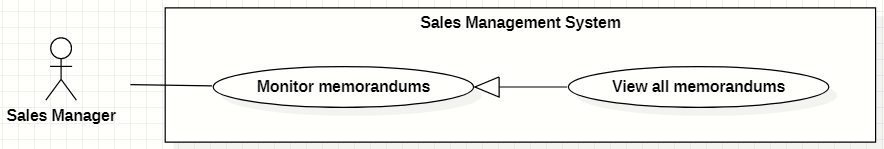 Sales Management System
Monitor memorandums
View all memorandums
Sales Manager